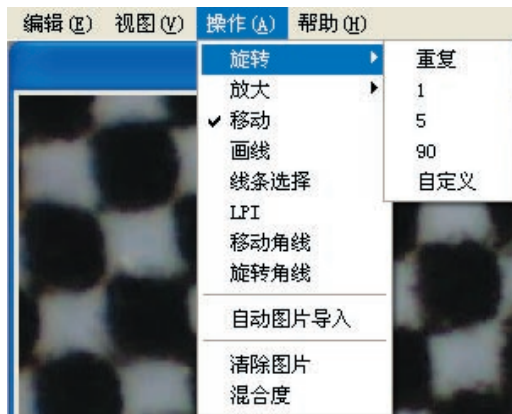 编辑(E) 视图(V) 操作(A) 帮助(H)
旋转
放大
移动
画线
线条选择
LPI
移动角线
旋转角线
自动图片导入
清除图片
混合度
重复
1
5
90
自定义